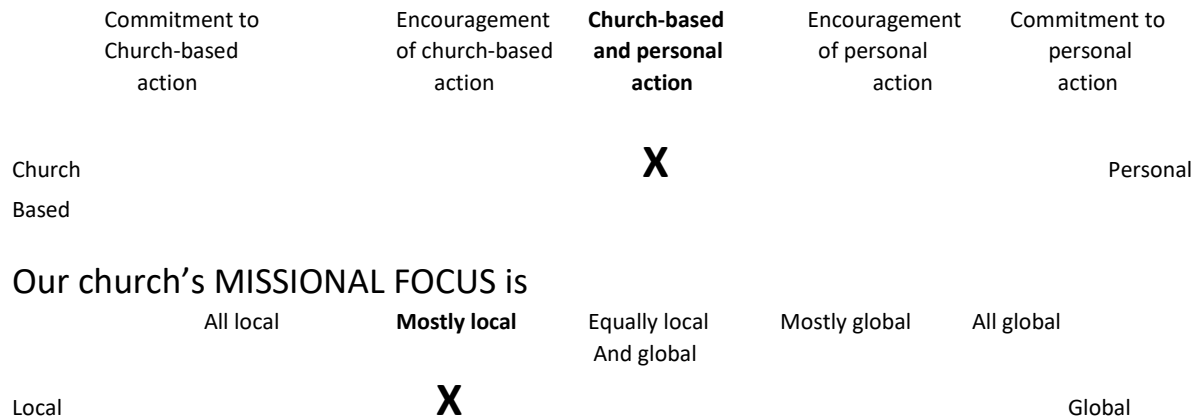 Commitment to Encouragement Church-based Encouragement Commitment to
Church-based of church-based and personal of personal personal
action action action action action
Church X Personal
Based
Our church’s MISSIONAL FOCUS is
All local Mostly local Equally local Mostly global All global
And global
Local X Global